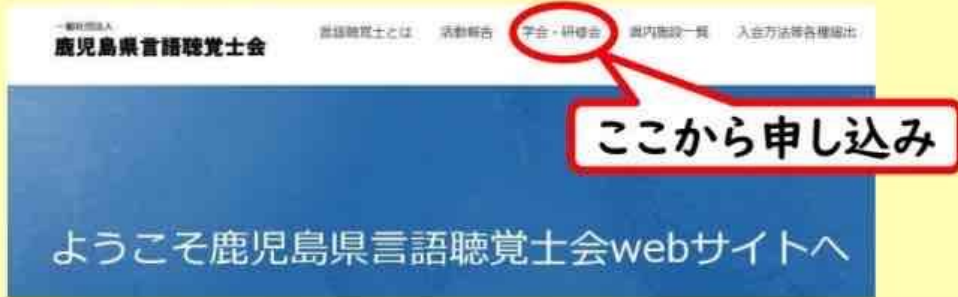 一般社団法人
鹿児島県言語聴覚士会
言語聴覚士とは 活動報告 学会・研修会 県内施設一覧 入会方法等各種届出
ここから申し込み
ようこそ鹿児島県言語聴覚士会webサイトへ